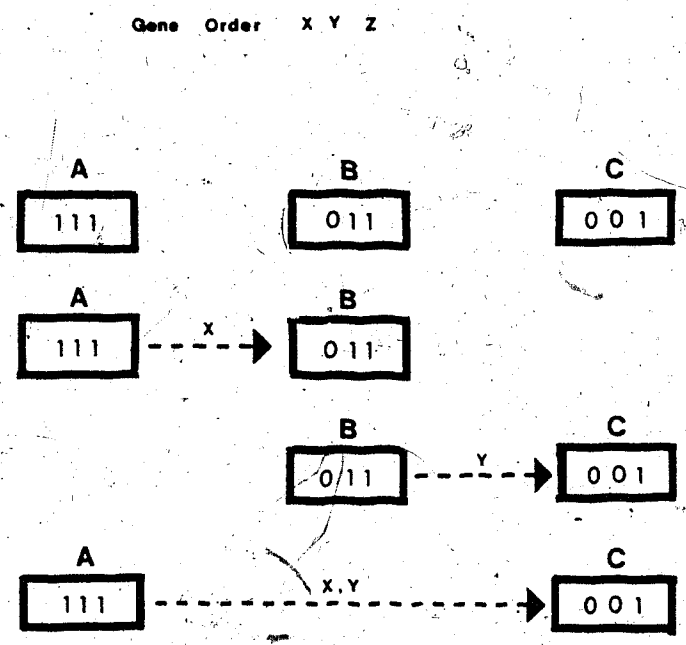 Gene Order X Y Z
A B C
111 011 001
A B
111 X 011
B C
011 Y 001
A C
111 X,Y 001